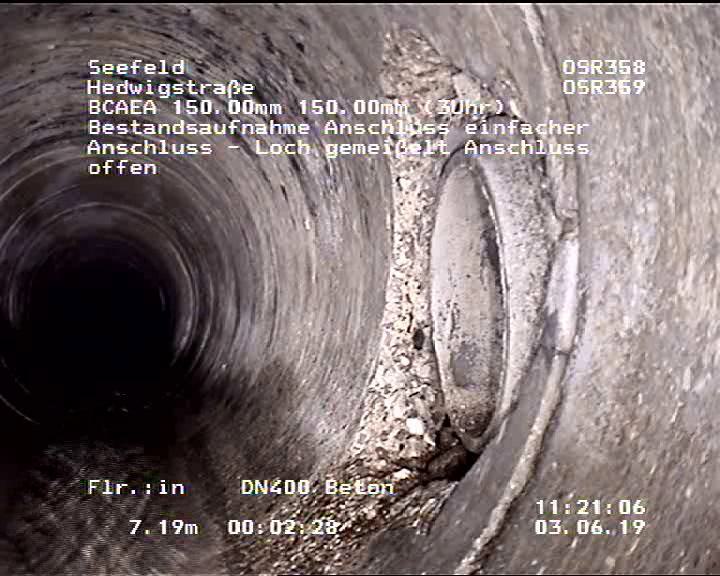 Seefeld OSR358
Hedwigstraße OSR359
BCAEA 150.00mm 150.00mm (3Uhr)
Bestandsaufnahme Anschluss einfacher
Anschluss - Loch gemeißelt Anschluss
offen
Flr.:in DN400 Beton
11:21:06
7.19m 00:02:28 03.06.19